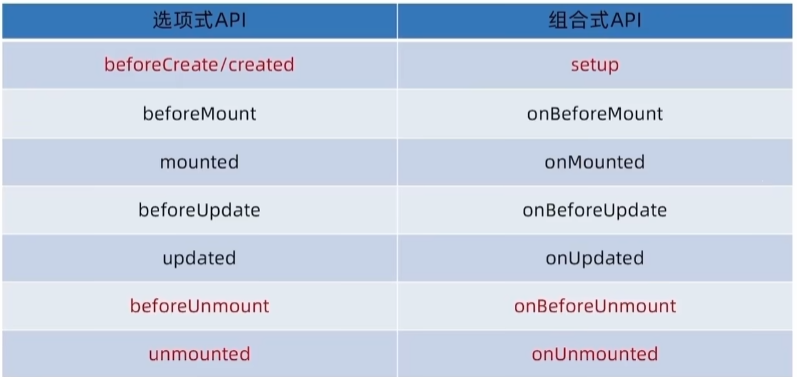 选项式API 组合式API
beforeCreate/created setup
beforeMount onBeforeMount
mounted onMounted
beforeUpdate onBeforeUpdate
updated onUpdated
beforeUnmount onBeforeUnmount
unmounted onUnmounted